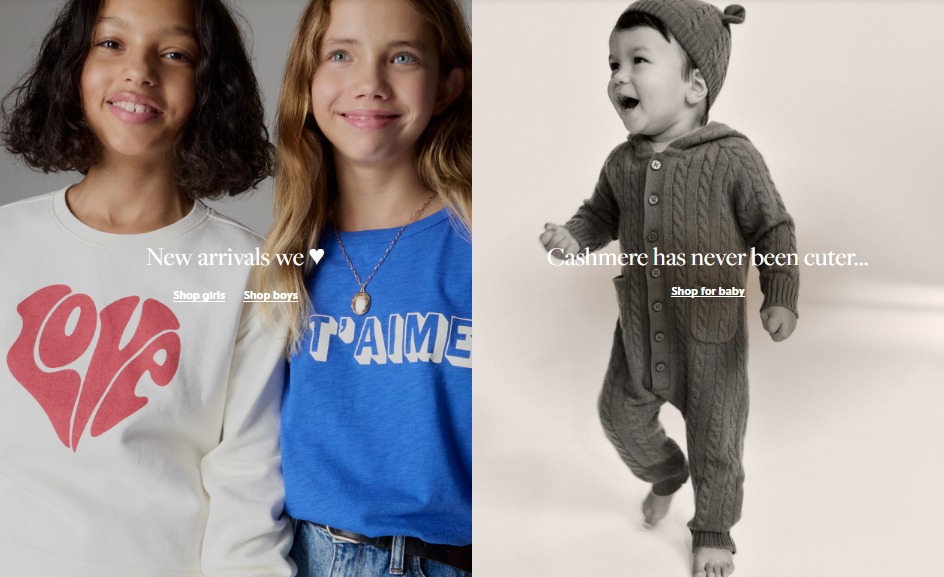 New arrivals we ♥
Shop girls Shop boys
LOVE
T'AIME
Cashmere has never been cuter...
Shop for baby